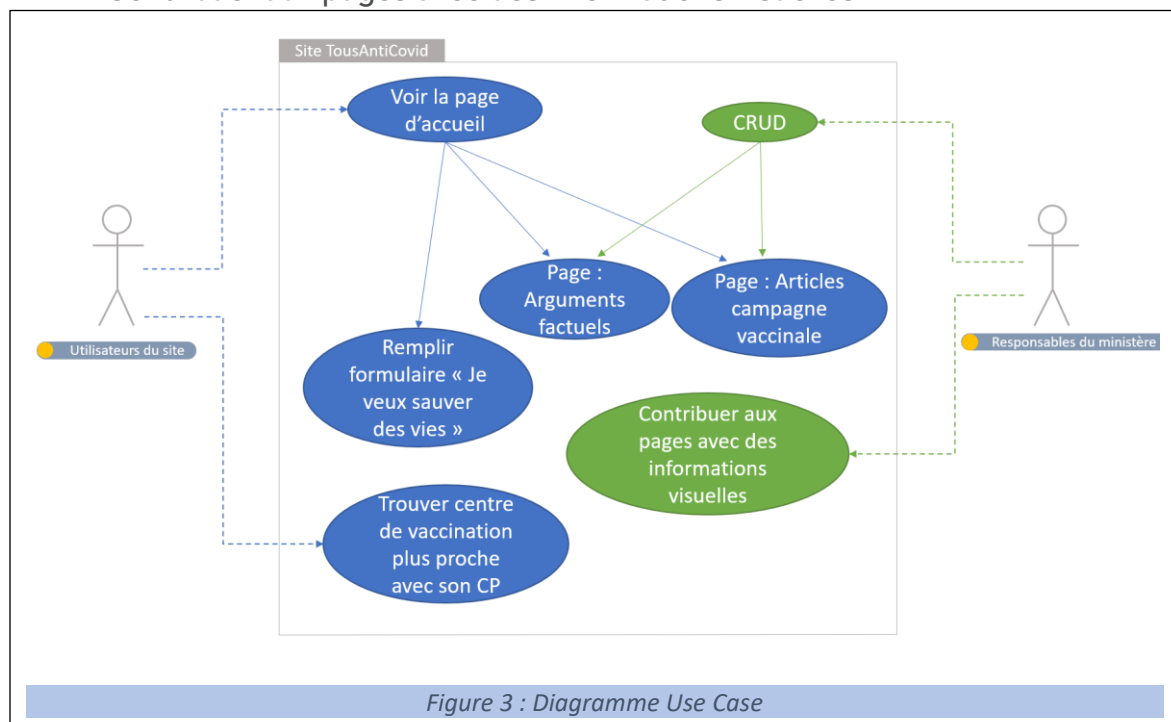 Site TousAntiCovid
Voir la page
d'accueil
CRUD
Page :
Arguments
factuels
Page : Articles
campagne
vaccinale
Utilisateurs du site
Responsables du ministère
Remplir
formulaire « Je
veux sauver
des vies »
Contribuer aux
pages avec des
informations
visuelles
Trouver centre
de vaccination
plus proche
avec son CP
Figure 3 : Diagramme Use Case